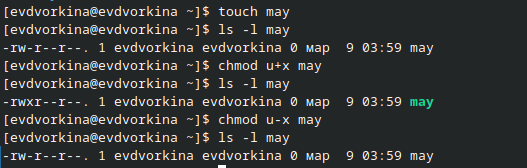 [evdvorkina@evdvorkina ~]$ touch may
[evdvorkina@evdvorkina ~]$ ls -l may
-rw-r--r--. 1 evdvorkina evdvorkina 0 мар  9 03:59 may
[evdvorkina@evdvorkina ~]$ chmod u+x may
[evdvorkina@evdvorkina ~]$ ls -l may
-rwxr--r--. 1 evdvorkina evdvorkina 0 мар  9 03:59 may
[evdvorkina@evdvorkina ~]$ chmod u-x may
[evdvorkina@evdvorkina ~]$ ls -l may
-rw-r--r--. 1 evdvorkina evdvorkina 0 мар  9 03:59 may